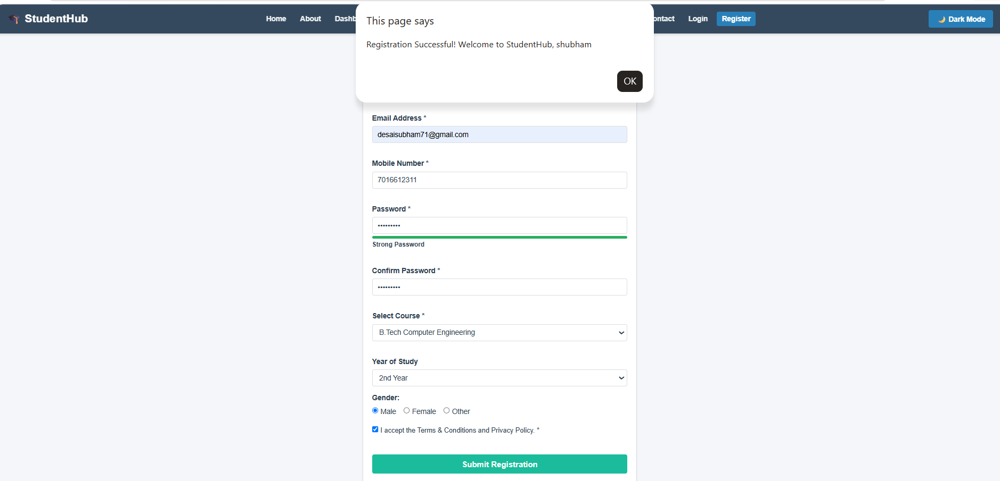 StudentHub
Home About Dashb ontact Login Register
Dark Mode
This page says
Registration Successful! Welcome to StudentHub, shubham
OK
Email Address *
desaisubham71@gmail.com
Mobile Number *
7016612311
Password *
•••••••••
Strong Password
Confirm Password *
•••••••••
Select Course *
B.Tech Computer Engineering
Year of Study
2nd Year
Gender:
Male Female Other
I accept the Terms & Conditions and Privacy Policy. *
Submit Registration